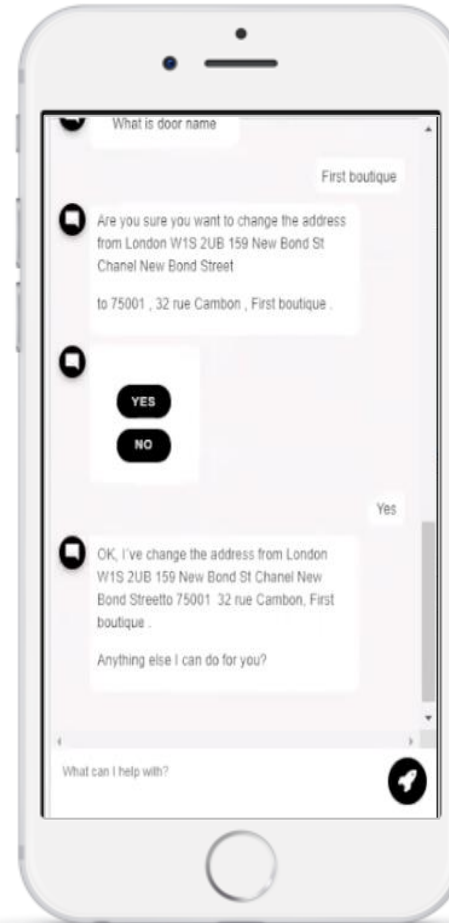 What is door name
First boutique
Are you sure you want to change the address
from London W1S 2UB 159 New Bond St
Chanel New Bond Street
to 75001 , 32 rue Cambon , First boutique .
YES
NO
Yes
OK, I've change the address from London
W1S 2UB 159 New Bond St Chanel New
Bond Streetto 75001 32 rue Cambon, First
boutique .
Anything else I can do for you?
What can I help with?